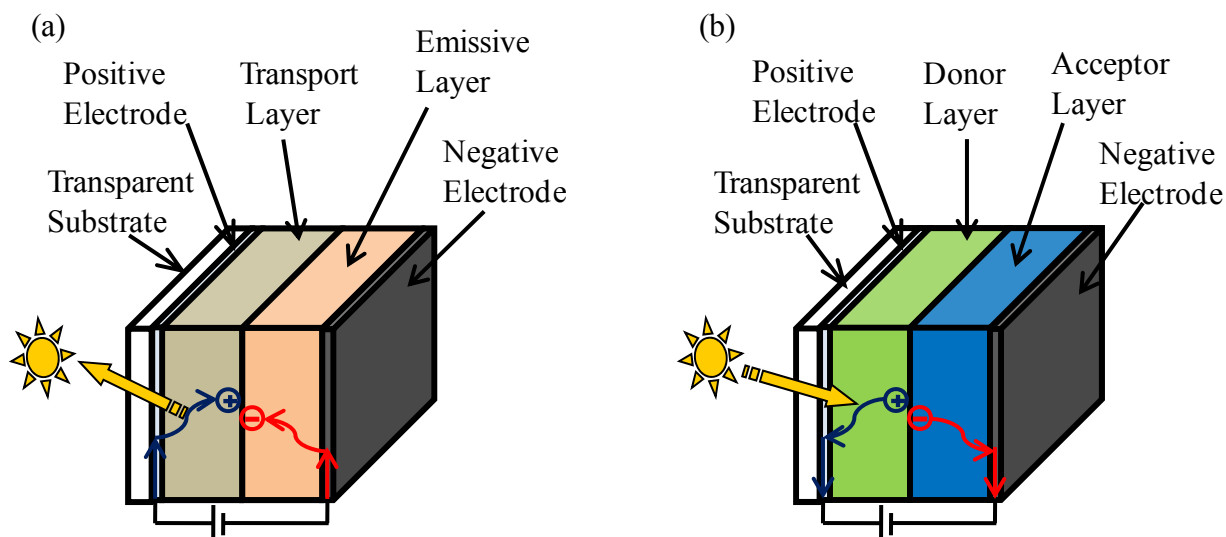 (a)
Positive
Electrode
Transport
Layer
Emissive
Layer
Negative
Electrode
Transparent
Substrate
+
−
(b)
Positive
Electrode
Donor
Layer
Acceptor
Layer
Negative
Electrode
Transparent
Substrate
+
−